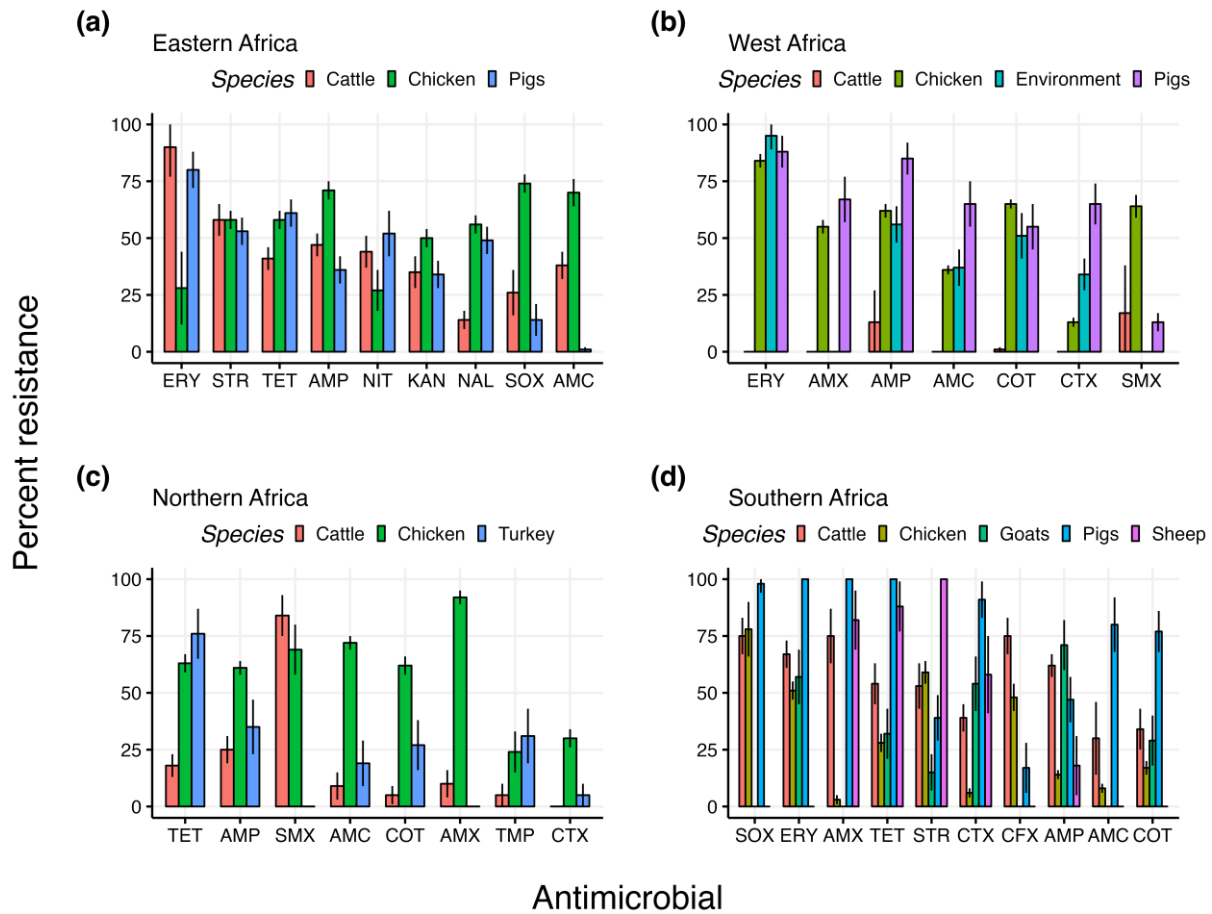 (a)
Eastern Africa
Species Cattle Chicken Pigs
100
75
50
25
0
ERY STR TET AMP NIT KAN NAL SOX AMC
(b)
West Africa
Species Cattle Chicken Environment Pigs
100
75
50
25
0
ERY AMX AMP AMC COT CTX SMX
Percent resistance
(c)
Northern Africa
Species Cattle Chicken Turkey
100
75
50
25
0
TET AMP SMX AMC COT AMX TMP CTX
(d)
Southern Africa
Species Cattle Chicken Goats Pigs Sheep
100
75
50
25
0
SOX ERY AMX TET STR CTX CFX AMP AMC COT
Antimicrobial